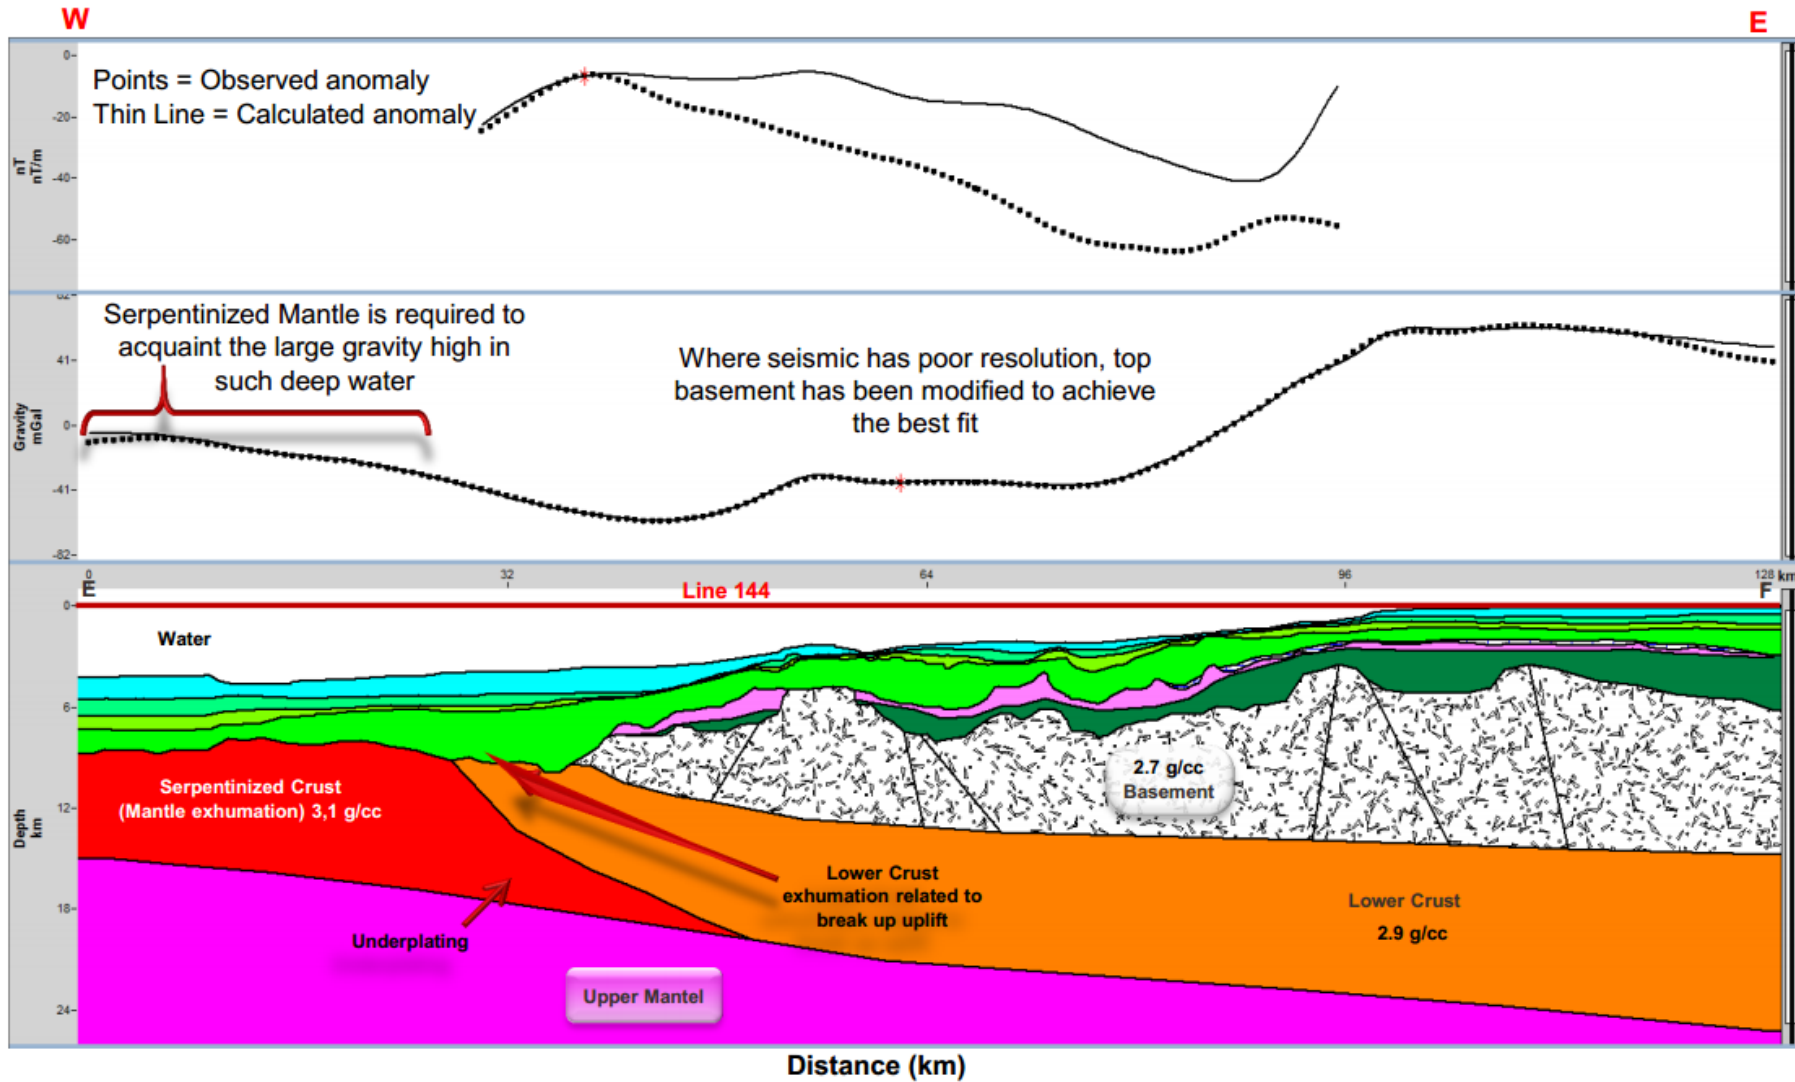 W
E
Points = Observed anomaly
Thin Line = Calculated anomaly
0
-20
-40
-60
nT
nT/m
Serpentinized Mantle is required to
acquaint the large gravity high in
such deep water
Where seismic has poor resolution, top
basement has been modified to achieve
the best fit
82
41
0
-41
-82
Gravity
mGal
0
32
64
96
128 km
E
Line 144
F
0
6
12
18
24
Depth
km
Water
Serpentinized Crust
(Mantle exhumation) 3,1 g/cc
2.7 g/cc
Basement
Lower Crust
exhumation related to
break up uplift
Lower Crust
2.9 g/cc
Underplating
Upper Mantel
Distance (km)